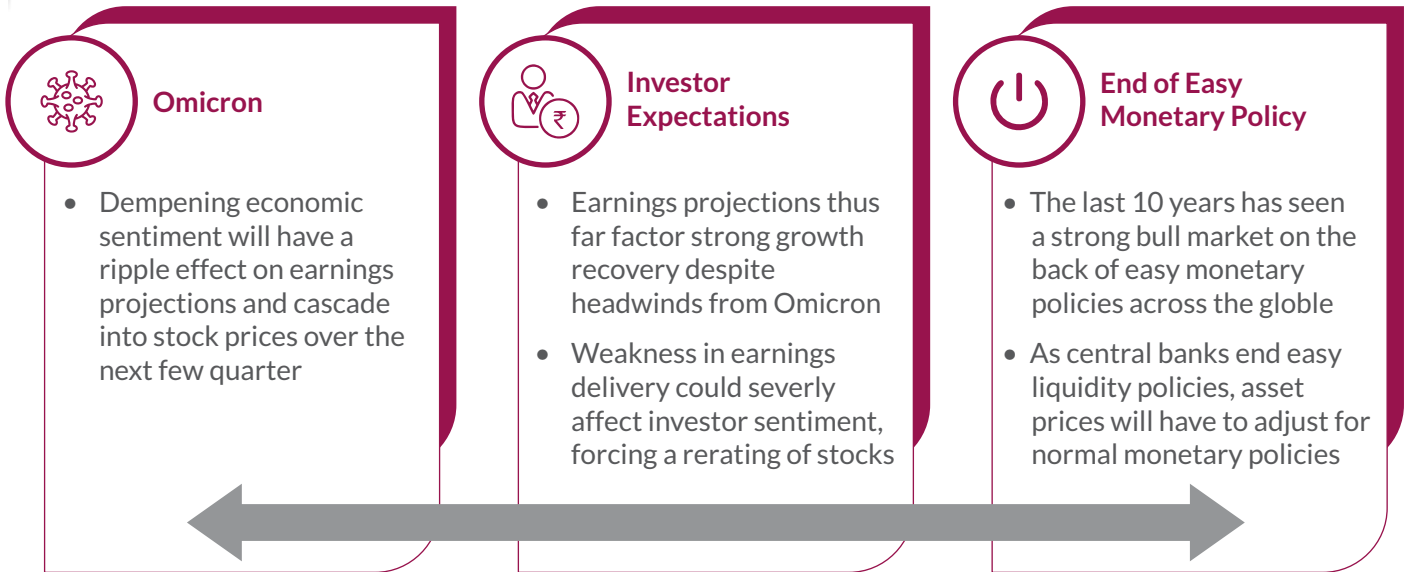 Omicron
• Dempening economic
sentiment will have a
ripple effect on earnings
projections and cascade
into stock prices over the
next few quarter
₹
Investor
Expectations
• Earnings projections thus
far factor strong growth
recovery despite
headwinds from Omicron
• Weakness in earnings
delivery could severly
affect investor sentiment,
forcing a rerating of stocks
End of Easy
Monetary Policy
• The last 10 years has seen
a strong bull market on the
back of easy monetary
policies across the globle
• As central banks end easy
liquidity policies, asset
prices will have to adjust for
normal monetary policies